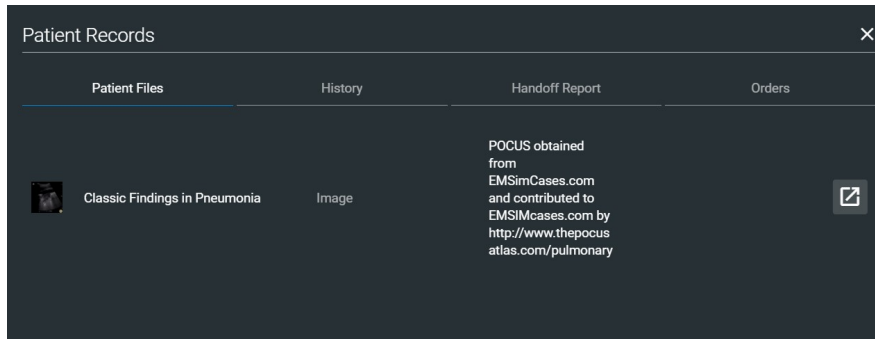 Patient Records
Patient Files
History
Handoff Report
Orders
Classic Findings in Pneumonia
Image
POCUS obtained
from
EMSimCases.com
and contributed to
EMSIMcases.com by
http://www.thepocus
atlas.com/pulmonary